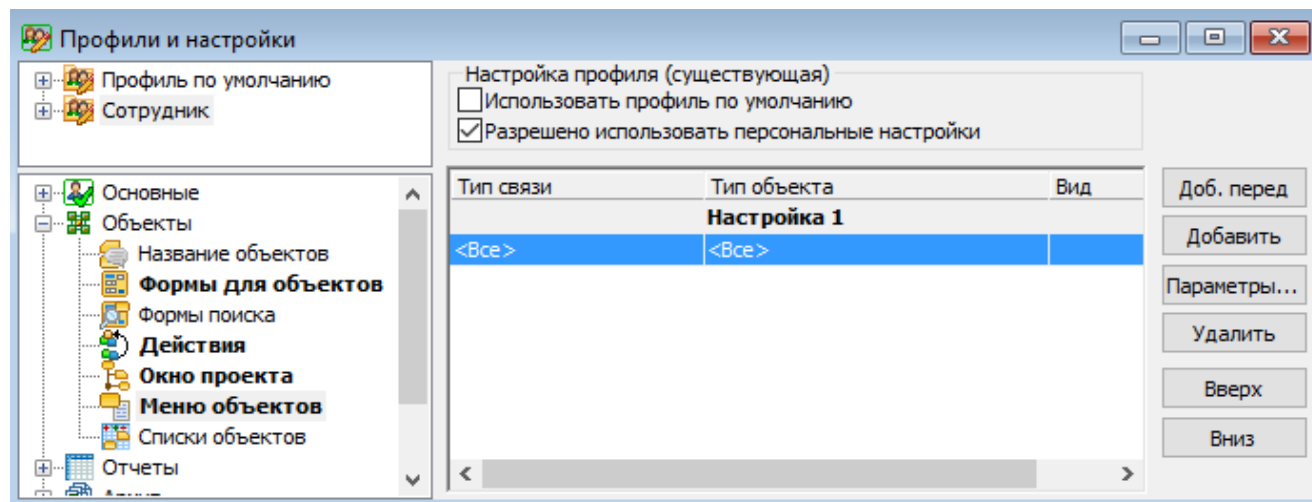 Профили и настройки
Профиль по умолчанию
Сотрудник
Настройка профиля (существующая)
Использовать профиль по умолчанию
Разрешено использовать персональные настройки
Основные
Объекты
Название объектов
Формы для объектов
Формы поиска
Действия
Окно проекта
Меню объектов
Списки объектов
Отчеты
Тип связи Тип объекта Вид
Настройка 1
<Все> <Все>
Доб. перед
Добавить
Параметры...
Удалить
Вверх
Вниз